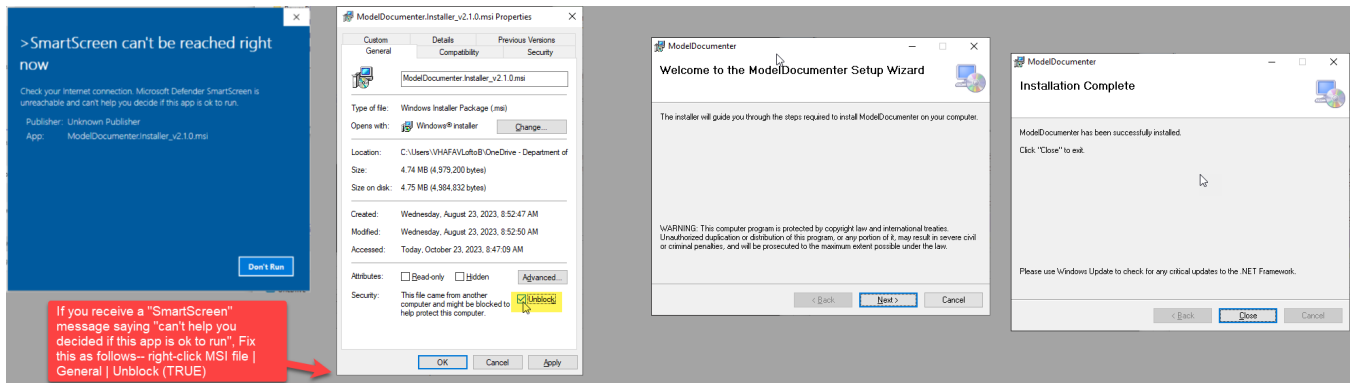 >SmartScreen can't be reached right
now
Check your Internet connection. Microsoft Defender SmartScreen is
unreachable and can't help you decide if this app is ok to run.
Publisher: Unknown Publisher
App: ModelDocumenter.Installer_v2.1.0.msi
Don't Run
If you receive a "SmartScreen"
message saying "can't help you
decided if this app is ok to run", Fix
this as follows-- right-click MSI file |
General | Unblock (TRUE)
ModelDocumenter.Installer_v2.1.0.msi Properties
Custom Details Previous Versions
General Compatibility Security
ModelDocumenter.Installer_v2.1.0.msi
Type of file: Windows Installer Package (.msi)
Opens with: Windows® installer Change...
Location: C:\Users\VHAFAVLoftoB\OneDrive - Department of
Size: 4.74 MB (4,979,200 bytes)
Size on disk: 4.75 MB (4,984,832 bytes)
Created: Wednesday, August 23, 2023, 8:52:47 AM
Modified: Wednesday, August 23, 2023, 8:52:50 AM
Accessed: Today, October 23, 2023, 8:47:09 AM
Attributes: Read-only Hidden Advanced...
Security: This file came from another
computer and might be blocked to
help protect this computer.
Unblock
OK Cancel Apply
ModelDocumenter
Welcome to the ModelDocumenter Setup Wizard
The installer will guide you through the steps required to install ModelDocumenter on your computer.
WARNING: This computer program is protected by copyright law and international treaties.
Unauthorized duplication or distribution of this program, or any portion of it, may result in severe civil
or criminal penalties, and will be prosecuted to the maximum extent possible under the law.
< Back Next > Cancel
ModelDocumenter
Installation Complete
ModelDocumenter has been successfully installed.
Click "Close" to exit.
Please use Windows Update to check for any critical updates to the .NET Framework.
< Back Close Cancel